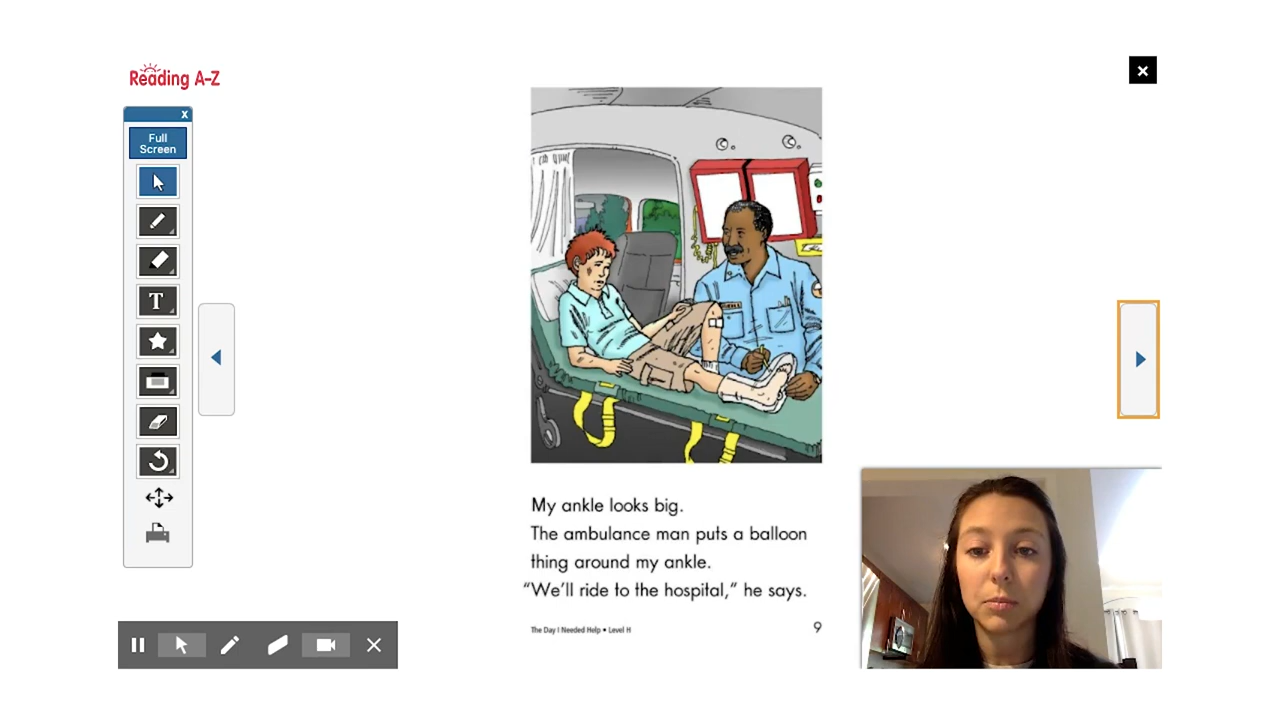 Reading A-Z
x
Full
Screen
T
My ankle looks big.
The ambulance man puts a balloon
thing around my ankle.
“We’ll ride to the hospital,” he says.
The Day I Needed Help • Level H
9